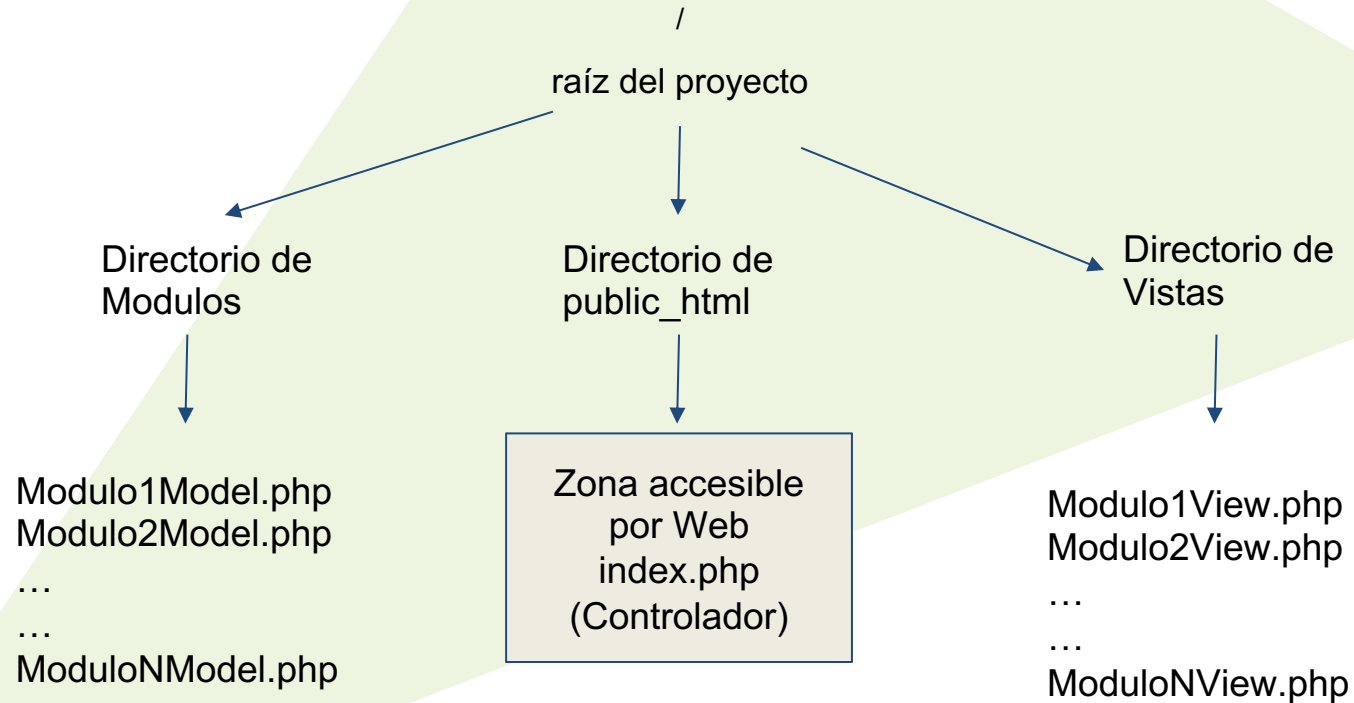 /
raíz del proyecto
Directorio de
Modulos
Directorio de
public_html
Directorio de
Vistas
Modulo1Model.php
Modulo2Model.php
…
…
ModuloNModel.php
Zona accesible
por Web
index.php
(Controlador)
Modulo1View.php
Modulo2View.php
…
…
ModuloNView.php